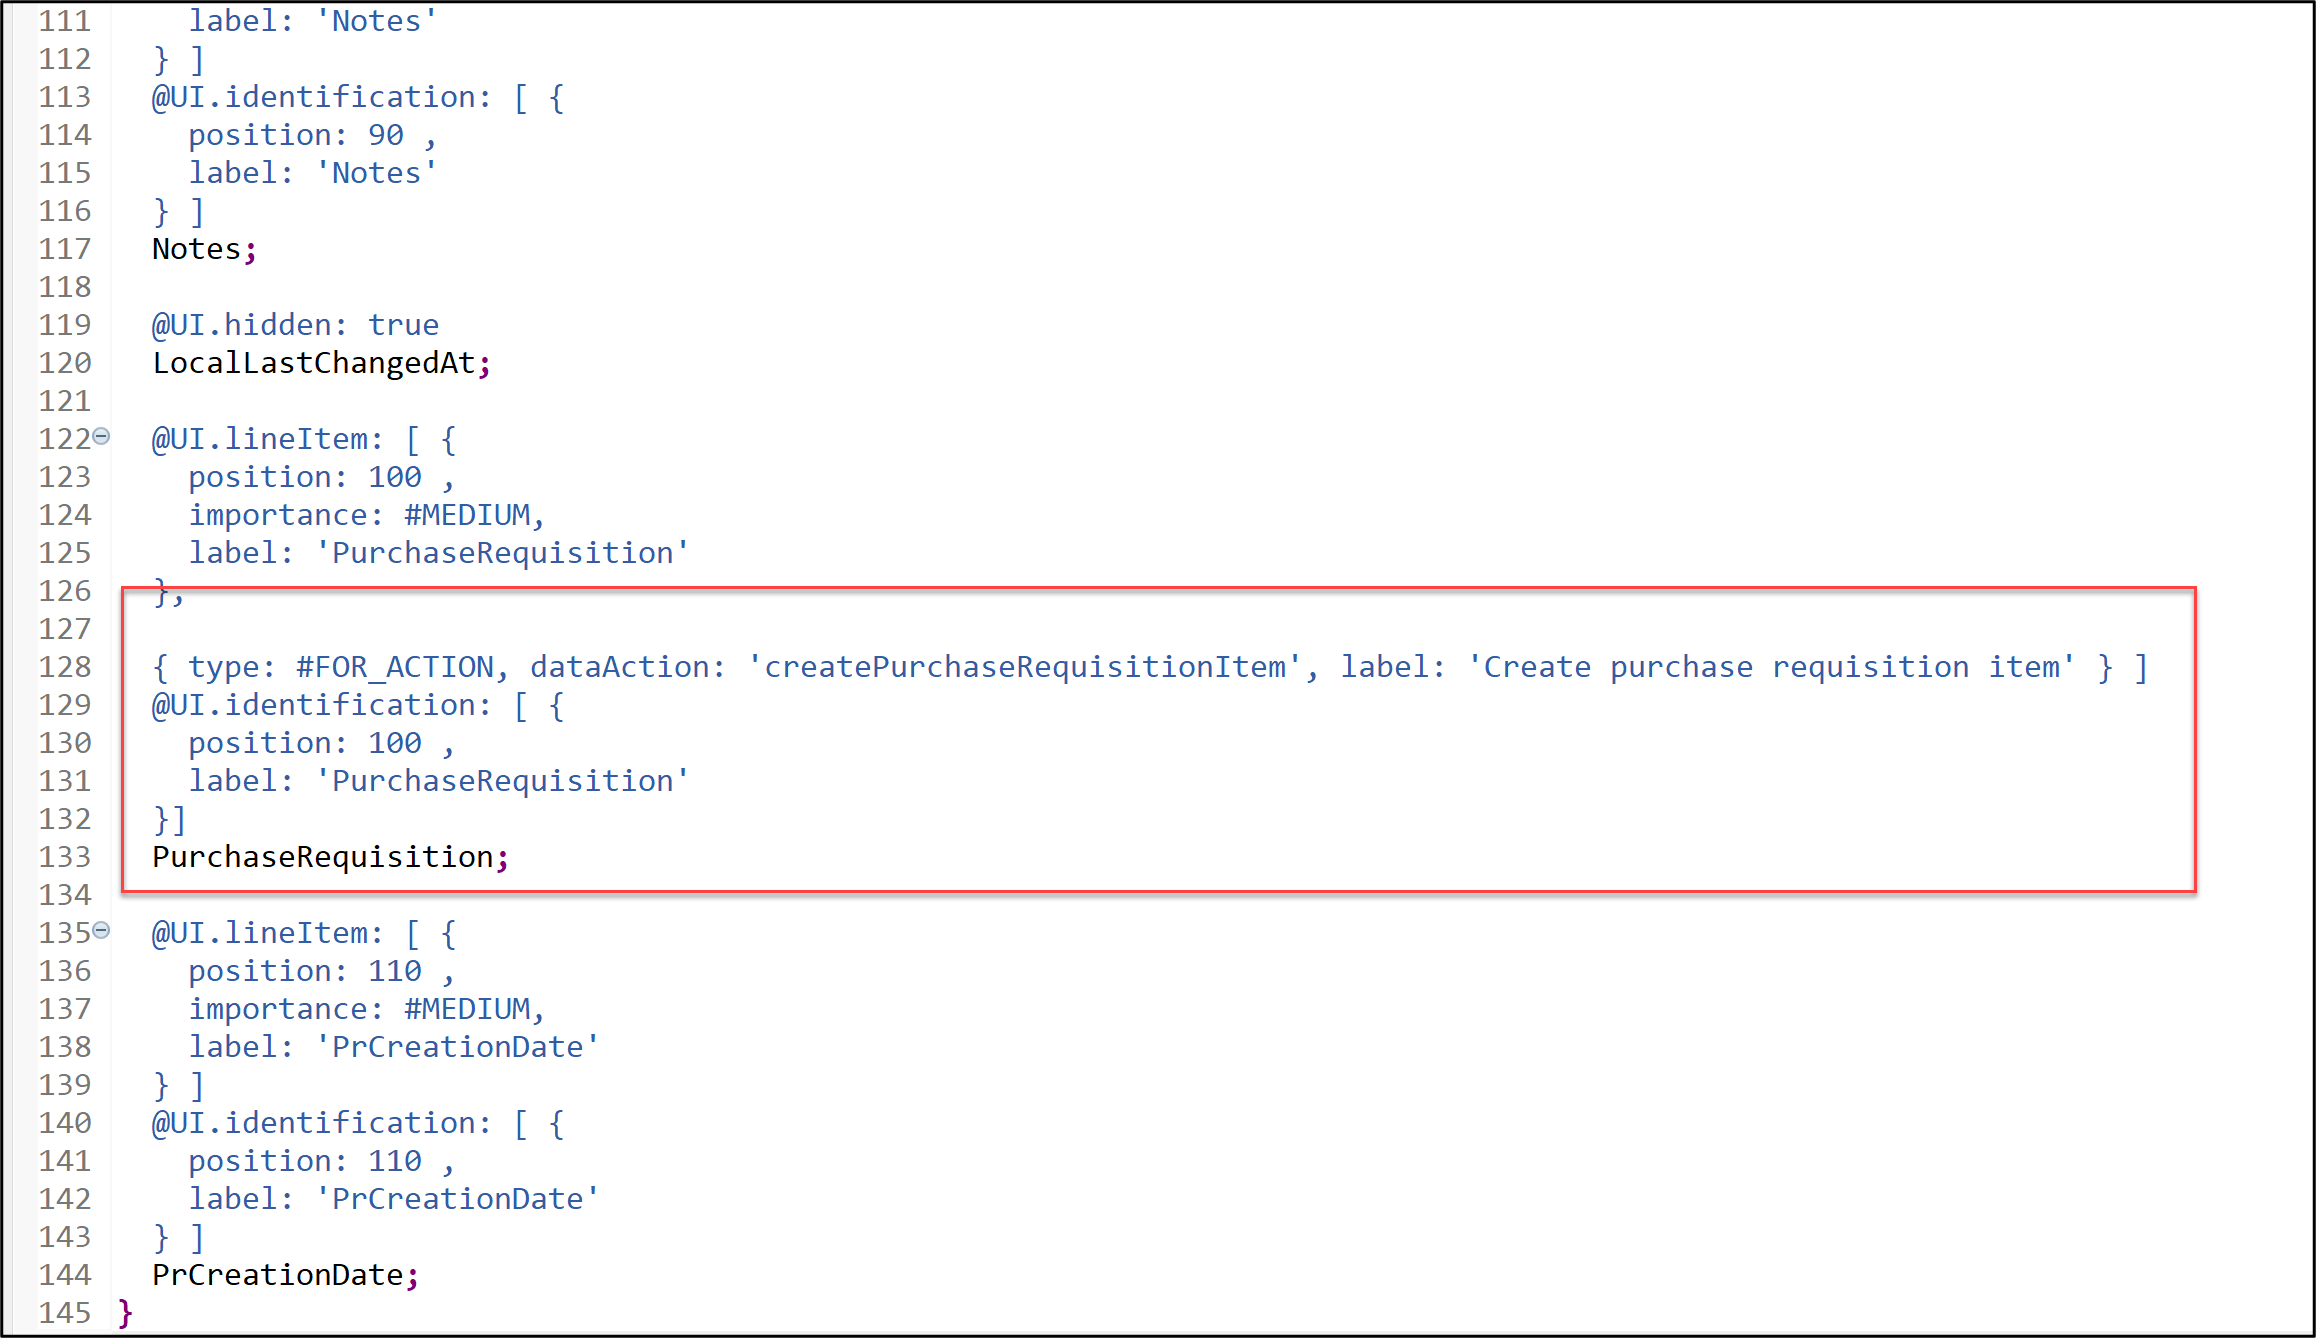 111     label: 'Notes'
112   } ]
113   @UI.identification: [ {
114     position: 90 ,
115     label: 'Notes'
116   } ]
117   Notes;
118
119   @UI.hidden: true
120   LocalLastChangedAt;
121
122   @UI.lineItem: [ {
123     position: 100 ,
124     importance: #MEDIUM,
125     label: 'PurchaseRequisition'
126   },
127
128   { type: #FOR_ACTION, dataAction: 'createPurchaseRequisitionItem', label: 'Create purchase requisition item' } ]
129   @UI.identification: [ {
130     position: 100 ,
131     label: 'PurchaseRequisition'
132   }]
133   PurchaseRequisition;
134
135   @UI.lineItem: [ {
136     position: 110 ,
137     importance: #MEDIUM,
138     label: 'PrCreationDate'
139   } ]
140   @UI.identification: [ {
141     position: 110 ,
142     label: 'PrCreationDate'
143   } ]
144   PrCreationDate;
145 }